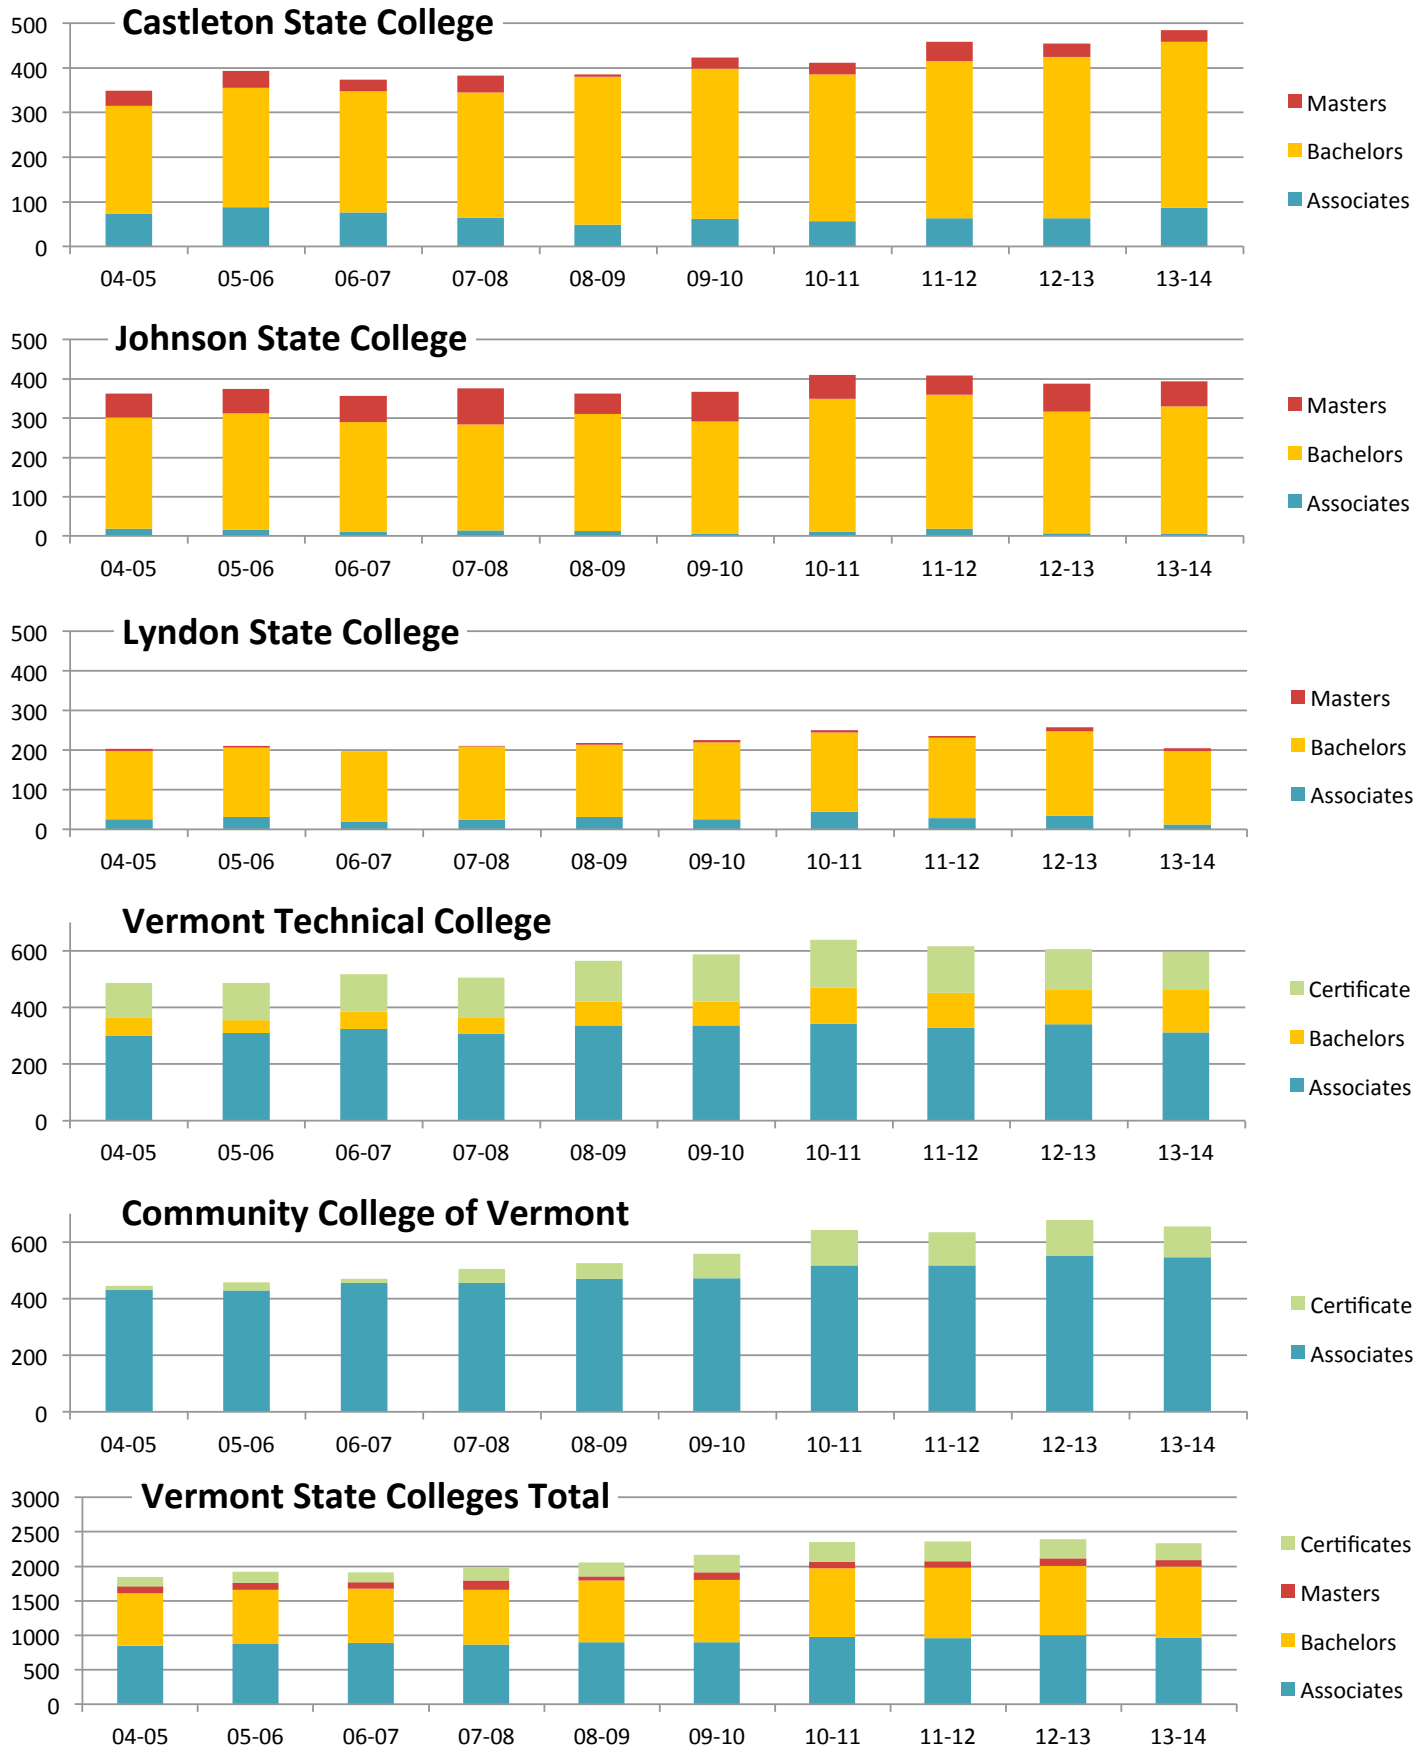 Castleton State College
500
400
300
200
100
0
04-05 05-06 06-07 07-08 08-09 09-10 10-11 11-12 12-13 13-14
Masters
Bachelors
Associates
Johnson State College
500
400
300
200
100
0
04-05 05-06 06-07 07-08 08-09 09-10 10-11 11-12 12-13 13-14
Masters
Bachelors
Associates
Lyndon State College
500
400
300
200
100
0
04-05 05-06 06-07 07-08 08-09 09-10 10-11 11-12 12-13 13-14
Masters
Bachelors
Associates
Vermont Technical College
600
400
200
0
04-05 05-06 06-07 07-08 08-09 09-10 10-11 11-12 12-13 13-14
Certificate
Bachelors
Associates
Community College of Vermont
600
400
200
0
04-05 05-06 06-07 07-08 08-09 09-10 10-11 11-12 12-13 13-14
Certificate
Associates
Vermont State Colleges Total
3000
2500
2000
1500
1000
500
0
04-05 05-06 06-07 07-08 08-09 09-10 10-11 11-12 12-13 13-14
Certificates
Masters
Bachelors
Associates